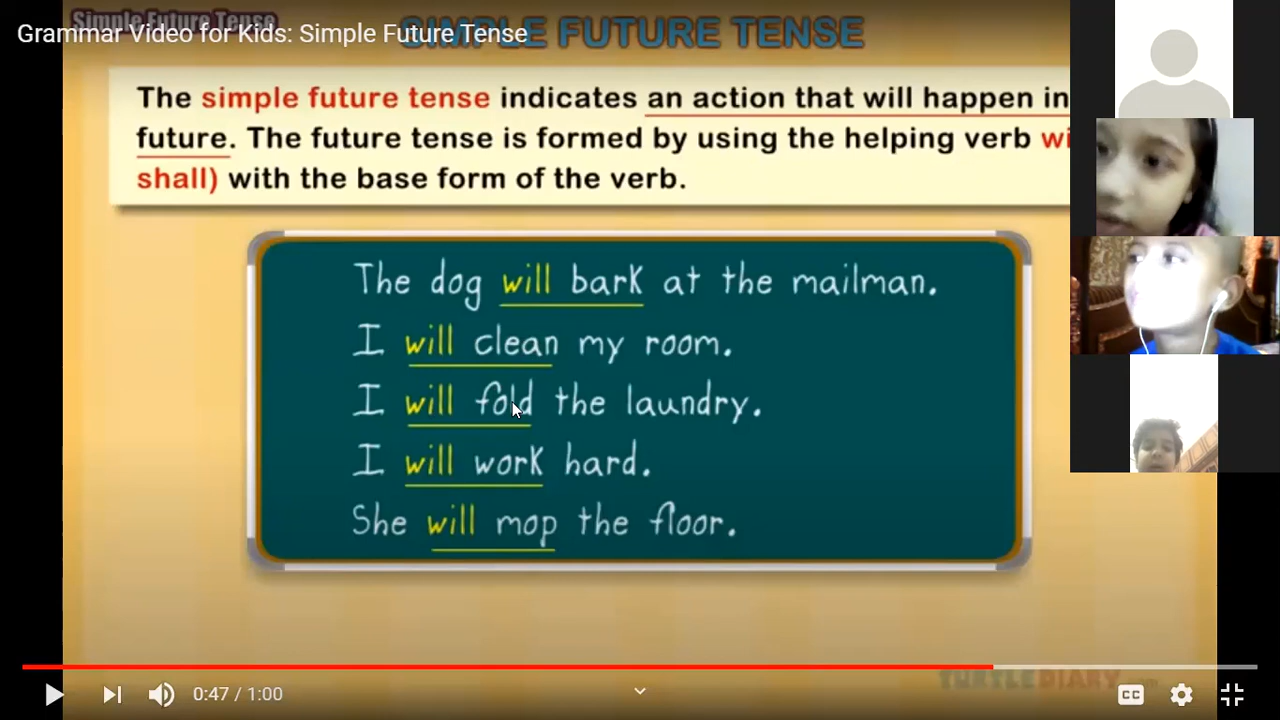 Simple Future Tense
Grammar Video for Kids: Simple Future Tense
SIMPLE FUTURE TENSE
The simple future tense indicates an action that will happen in
future. The future tense is formed by using the helping verb
shall) with the base form of the verb.
The dog will bark at the mailman.
I will clean my room.
I will fold the laundry.
I will work hard.
She will mop the floor.
TURTLEDIARY
0:47 / 1:00
CC